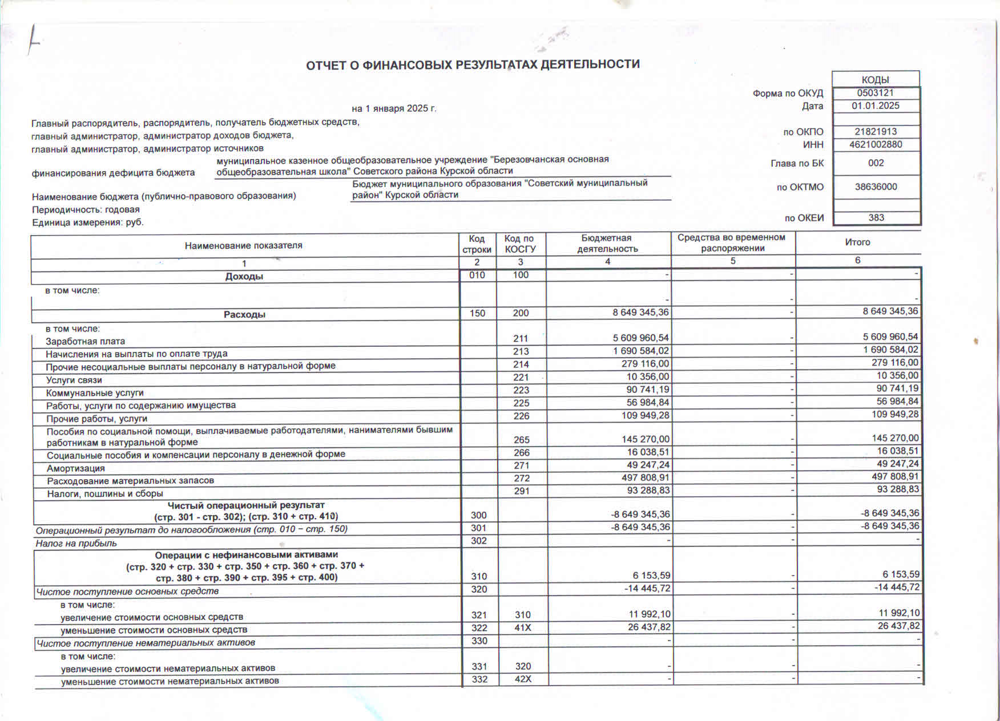 ОТЧЕТ О ФИНАНСОВЫХ РЕЗУЛЬТАТАХ ДЕЯТЕЛЬНОСТИ
КОДЫ
Форма по ОКУД 0503121
на 1 января 2025 г. Дата 01.01.2025
Главный распорядитель, распорядитель, получатель бюджетных средств,
главный администратор, администратор доходов бюджета, по ОКПО 21821913
главный администратор, администратор источников ИНН 4621002880
муниципальное казенное общеобразовательное учреждение "Березовчанская основная
финансирования дефицита бюджета общеобразовательная школа" Советского района Курской области Глава по БК 002
Бюджет муниципального образования "Советский муниципальный
Наименование бюджета (публично-правового образования) район" Курской области по ОКТМО 38636000
Периодичность: годовая
Единица измерения: руб. по ОКЕИ 383
Наименование показателя Код строки Код по КОСГУ Бюджетная деятельность Средства во временном распоряжении Итого
1 2 3 4 5 6
Доходы 010 100 - - -
в том числе:
- - -
Расходы 150 200 8 649 345,36 - 8 649 345,36
в том числе:
Заработная плата 211 5 609 960,54 - 5 609 960,54
Начисления на выплаты по оплате труда 213 1 690 584,02 - 1 690 584,02
Прочие несоциальные выплаты персоналу в натуральной форме 214 279 116,00 - 279 116,00
Услуги связи 221 10 356,00 - 10 356,00
Коммунальные услуги 223 90 741,19 - 90 741,19
Работы, услуги по содержанию имущества 225 56 984,84 - 56 984,84
Прочие работы, услуги 226 109 949,28 - 109 949,28
Пособия по социальной помощи, выплачиваемые работодателями, нанимателями бывшим
работникам в натуральной форме 265 145 270,00 - 145 270,00
Социальные пособия и компенсации персоналу в денежной форме 266 16 038,51 - 16 038,51
Амортизация 271 49 247,24 - 49 247,24
Расходование материальных запасов 272 497 808,91 - 497 808,91
Налоги, пошлины и сборы 291 93 288,83 - 93 288,83
Чистый операционный результат
(стр. 301 - стр. 302); (стр. 310 + стр. 410) 300 -8 649 345,36 - -8 649 345,36
Операционный результат до налогообложения (стр. 010 − стр. 150) 301 -8 649 345,36 - -8 649 345,36
Налог на прибыль 302 - - -
Операции с нефинансовыми активами
(стр. 320 + стр. 330 + стр. 350 + стр. 360 + стр. 370 +
стр. 380 + стр. 390 + стр. 395 + стр. 400) 310 6 153,59 - 6 153,59
Чистое поступление основных средств 320 -14 445,72 - -14 445,72
в том числе:
увеличение стоимости основных средств 321 310 11 992,10 - 11 992,10
уменьшение стоимости основных средств 322 41X 26 437,82 - 26 437,82
Чистое поступление нематериальных активов 330 - - -
в том числе:
увеличение стоимости нематериальных активов 331 320 - - -
уменьшение стоимости нематериальных активов 332 42X - - -